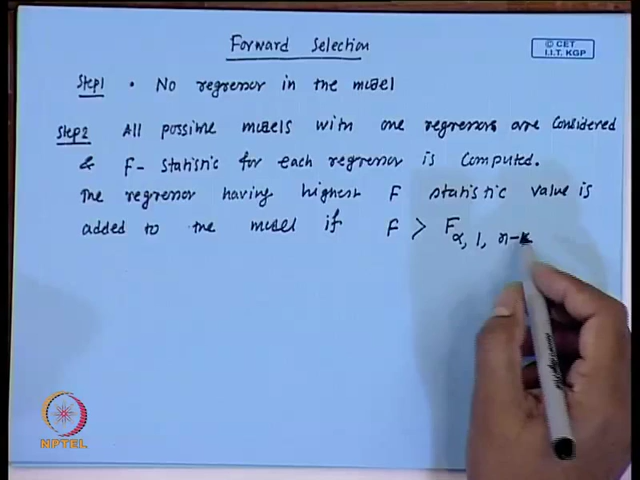 Forward Selection
© CET
I.I.T. KGP
Step1 • No regressor in the model
Step2 All possible models with one regressors are considered
& F- statistic for each regressor is computed.
The regressor having highest F statistic value is
added to the model if F > F α, 1, n-
NPTEL